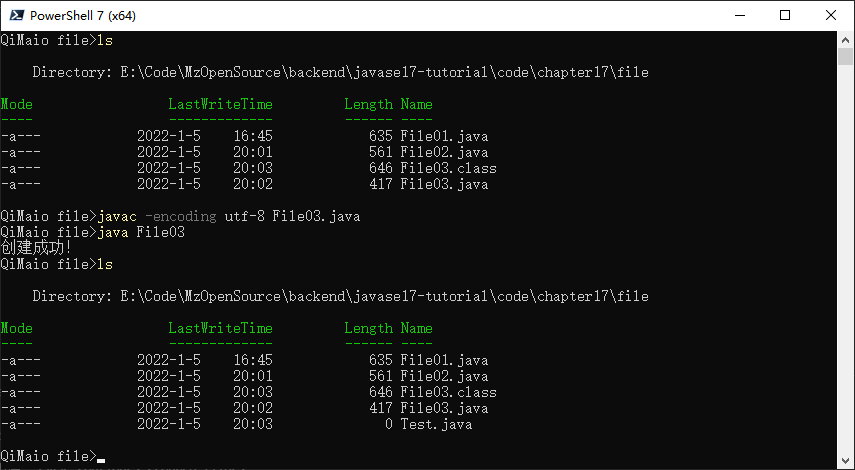 PowerShell 7 (x64)
QiMaio file>ls
Directory: E:\Code\MzOpenSource\backend\javase17-tutorial\code\chapter17\file
Mode LastWriteTime Length Name
---- ------------- ------ ----
-a--- 2022-1-5 16:45 635 File01.java
-a--- 2022-1-5 20:01 561 File02.java
-a--- 2022-1-5 20:03 646 File03.class
-a--- 2022-1-5 20:02 417 File03.java
QiMaio file>javac -encoding utf-8 File03.java
QiMaio file>java File03
创建成功!
QiMaio file>ls
Directory: E:\Code\MzOpenSource\backend\javase17-tutorial\code\chapter17\file
Mode LastWriteTime Length Name
---- ------------- ------ ----
-a--- 2022-1-5 16:45 635 File01.java
-a--- 2022-1-5 20:01 561 File02.java
-a--- 2022-1-5 20:03 646 File03.class
-a--- 2022-1-5 20:02 417 File03.java
-a--- 2022-1-5 20:03 0 Test.java
QiMaio file>